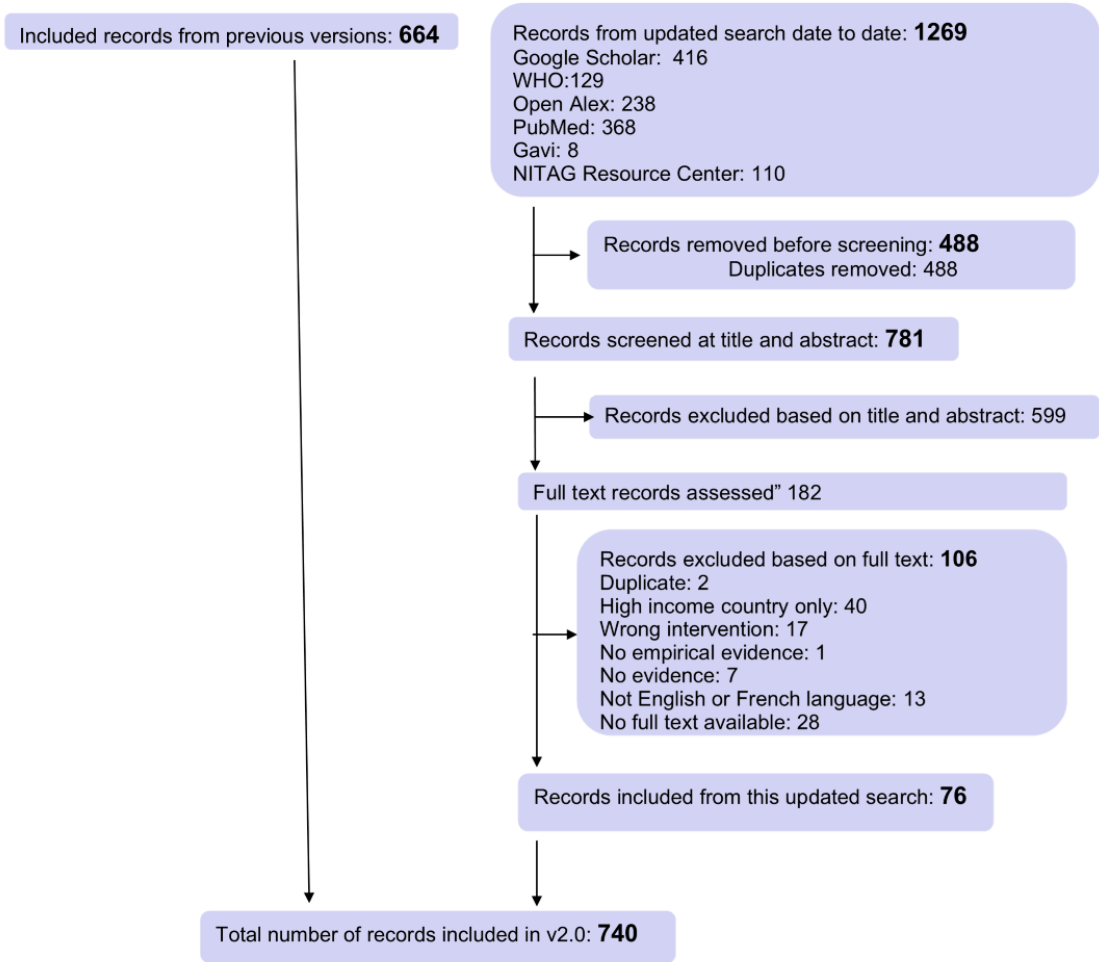 Included records from previous versions: 664
Records from updated search date to date: 1269
Google Scholar: 416
WHO:129
Open Alex: 238
PubMed: 368
Gavi: 8
NITAG Resource Center: 110
Records removed before screening: 488
Duplicates removed: 488
Records screened at title and abstract: 781
Records excluded based on title and abstract: 599
Full text records assessed” 182
Records excluded based on full text: 106
Duplicate: 2
High income country only: 40
Wrong intervention: 17
No empirical evidence: 1
No evidence: 7
Not English or French language: 13
No full text available: 28
Records included from this updated search: 76
Total number of records included in v2.0: 740